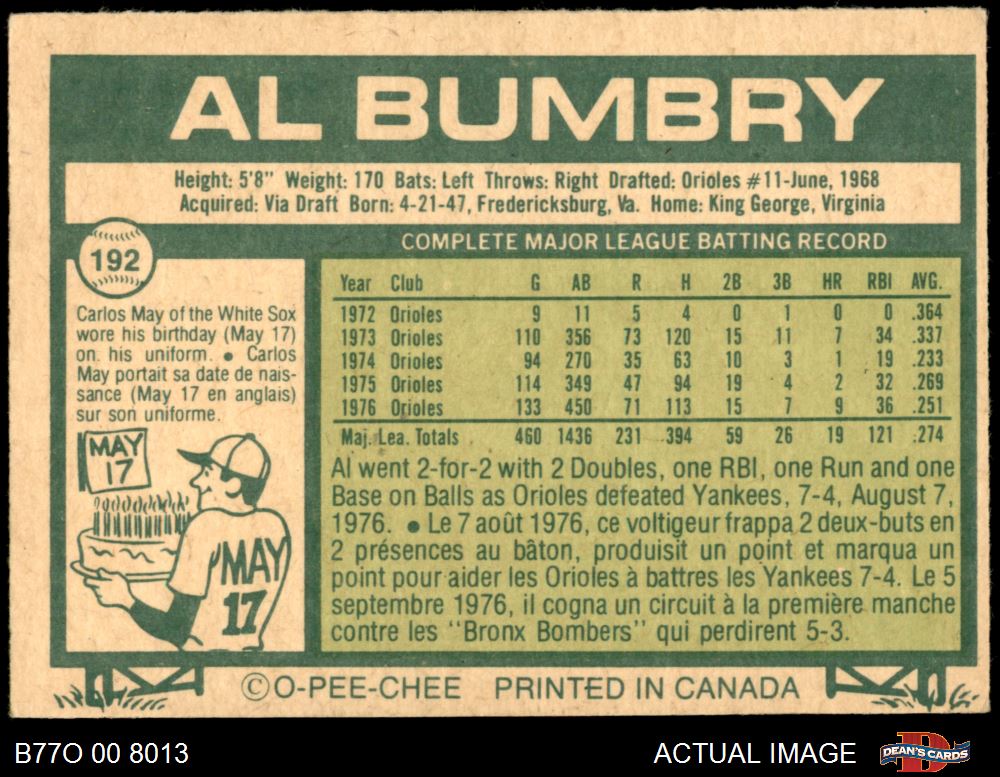 AL BUMBRY
Height: 5'8" Weight: 170 Bats: Left Throws: Right Drafted: Orioles #11-June, 1968
Acquired: Via Draft Born: 4-21-47, Fredericksburg, Va. Home: King George, Virginia
192
COMPLETE MAJOR LEAGUE BATTING RECORD
Carlos May of the White Sox
wore his birthday (May 17)
on his uniform. ● Carlos
May portait sa date de nais-
sance (May 17 en anglais)
sur son uniforme.
MAY
17
MAY
17
Year Club G AB R H 2B 3B HR RBI AVG.
1972 Orioles 9 11 5 4 0 1 0 0 .364
1973 Orioles 110 356 73 120 15 11 7 34 .337
1974 Orioles 94 270 35 63 10 3 1 19 .233
1975 Orioles 114 349 47 94 19 4 2 32 .269
1976 Orioles 133 450 71 113 15 7 9 36 .251
Maj. Lea. Totals 460 1436 231 394 59 26 19 121 .274
Al went 2-for-2 with 2 Doubles, one RBI, one Run and one
Base on Balls as Orioles defeated Yankees, 7-4, August 7,
1976. ● Le 7 août 1976, ce voltigeur frappa 2 deux-buts en
2 présences au bâton, produisit un point et marqua un
point pour aider les Orioles à battres les Yankees 7-4. Le 5
septembre 1976, il cogna un circuit à la première manche
contre les "Bronx Bombers" qui perdirent 5-3.
©O-PEE-CHEE PRINTED IN CANADA
B77O 00 8013
ACTUAL IMAGE
DEAN'S CARDS